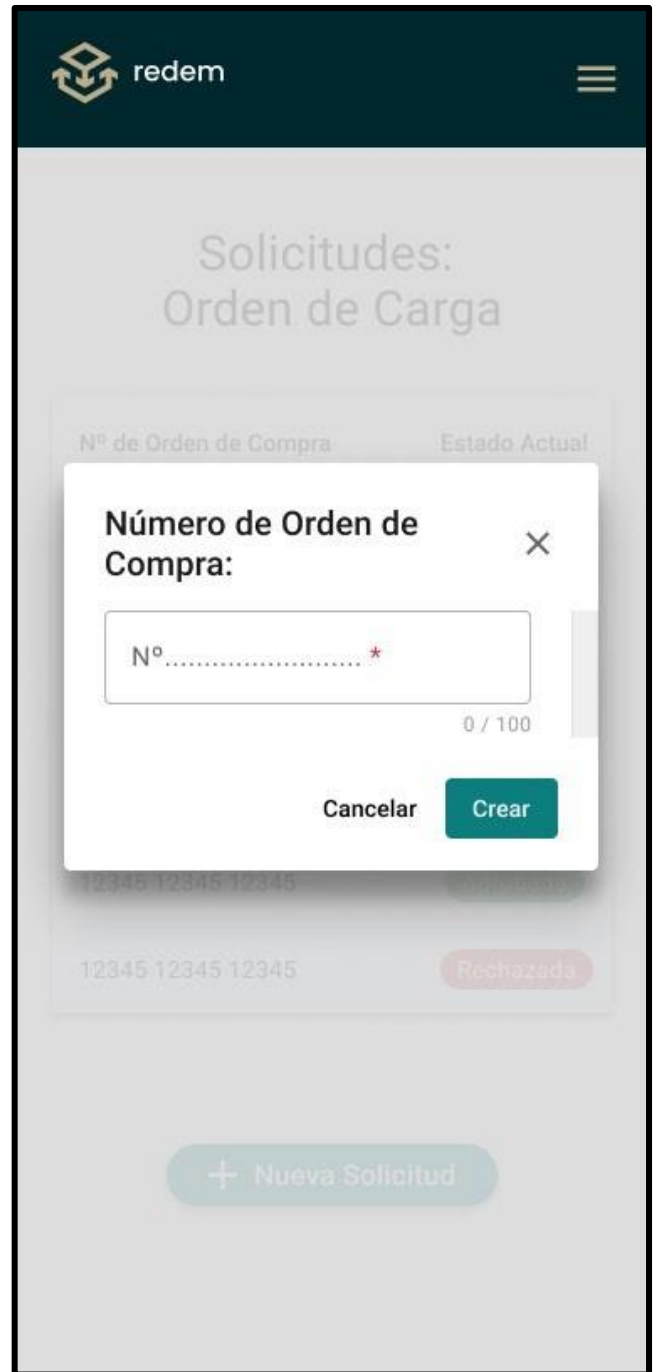 redem
Solicitudes:
Orden de Carga
Nº de Orden de Compra Estado Actual
Número de Orden de
Compra:
Nº......................... *
0 / 100
Cancelar Crear
12345 12345 12345
12345 12345 12345 Rechazada
+ Nueva Solicitud